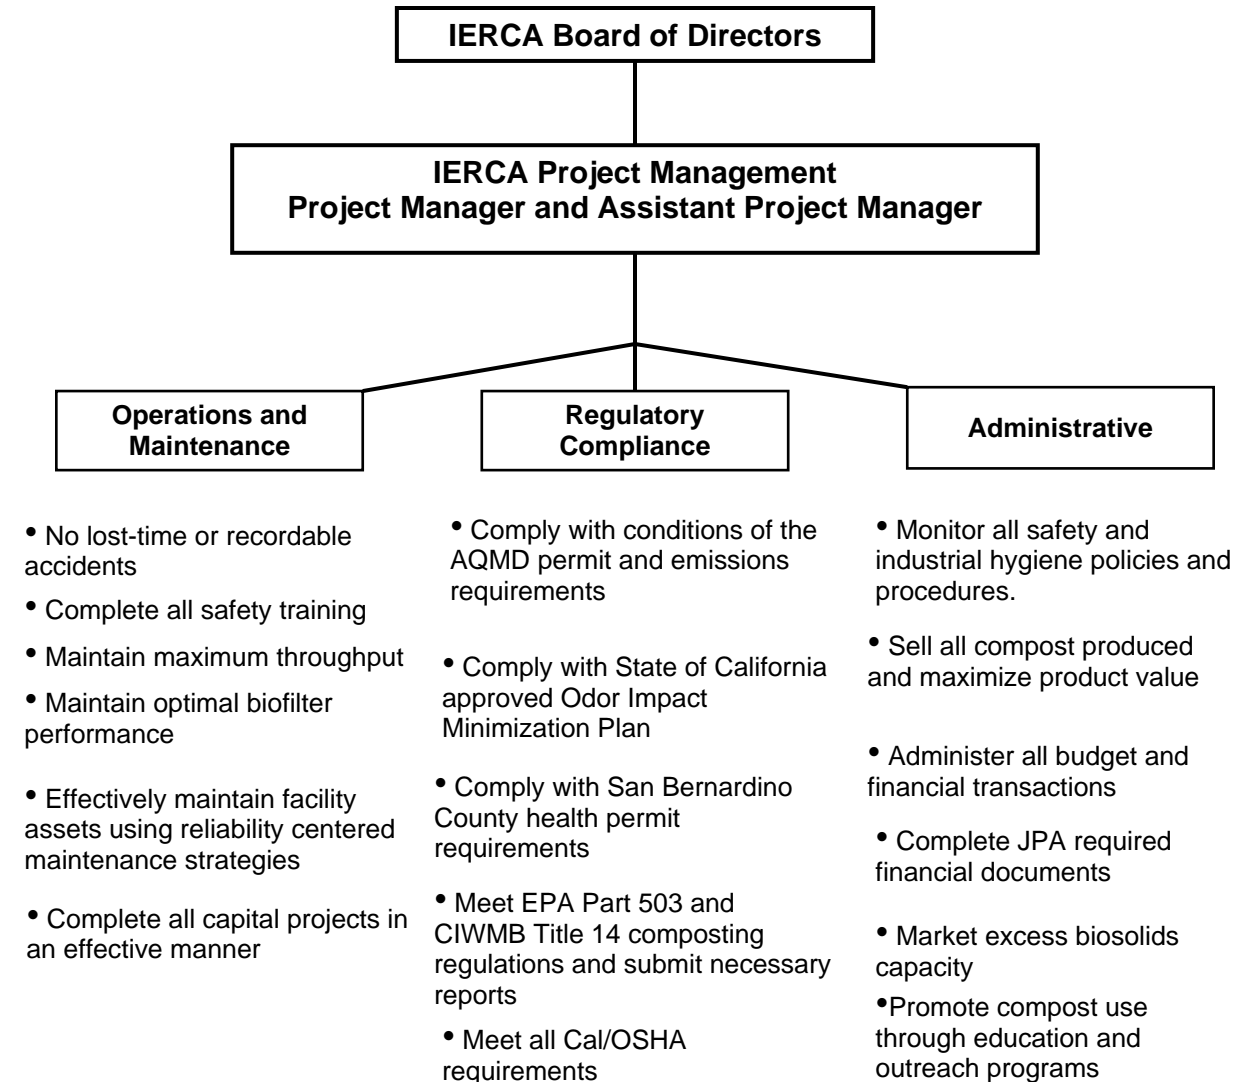 IERCA Board of Directors
IERCA Project Management
Project Manager and Assistant Project Manager
Operations and
Maintenance
• No lost-time or recordable
accidents
• Complete all safety training
• Maintain maximum throughput
• Maintain optimal biofilter
performance
• Effectively maintain facility
assets using reliability centered
maintenance strategies
• Complete all capital projects in
an effective manner
Regulatory
Compliance
• Comply with conditions of the
AQMD permit and emissions
requirements
• Comply with State of California
approved Odor Impact
Minimization Plan
• Comply with San Bernardino
County health permit
requirements
• Meet EPA Part 503 and
CIWMB Title 14 composting
regulations and submit necessary
reports
• Meet all Cal/OSHA
requirements
Administrative
• Monitor all safety and
industrial hygiene policies and
procedures.
• Sell all compost produced
and maximize product value
• Administer all budget and
financial transactions
• Complete JPA required
financial documents
• Market excess biosolids
capacity
•Promote compost use
through education and
outreach programs